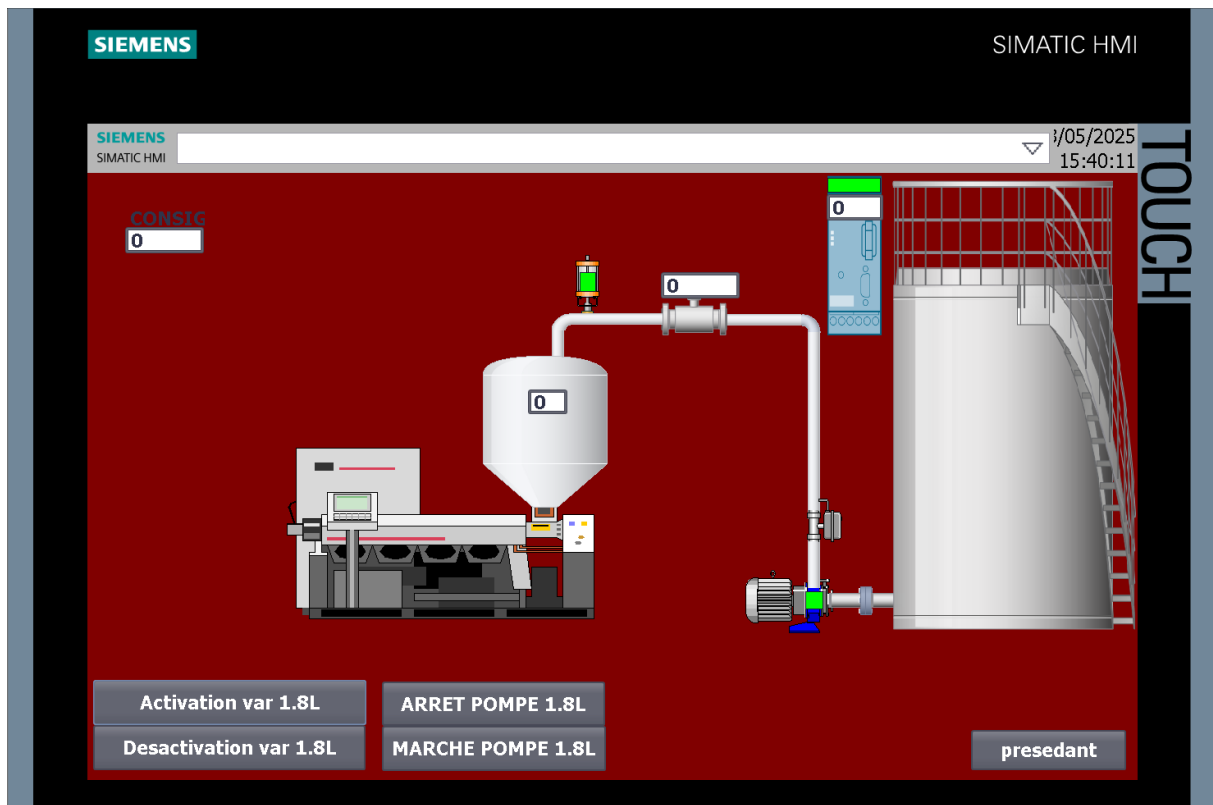 SIEMENS
SIMATIC HMI
TOUCH
SIEMENS
SIMATIC HMI
/05/2025
15:40:11
CONSIG
0
0
0
0
Activation var 1.8L
ARRET POMPE 1.8L
Desactivation var 1.8L
MARCHE POMPE 1.8L
presedant